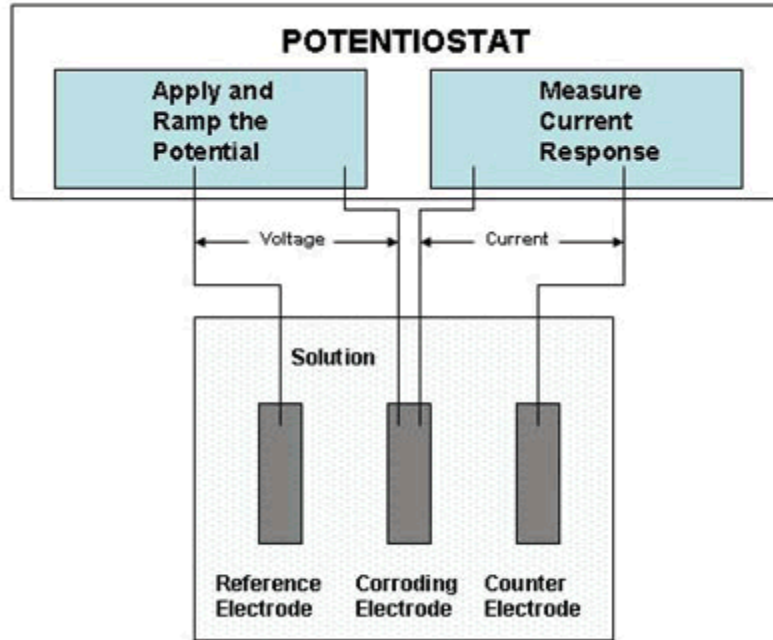 POTENTIOSTAT
Apply and
Ramp the
Potential
Measure
Current
Response
Voltage
Current
Solution
Reference
Electrode
Corroding
Electrode
Counter
Electrode